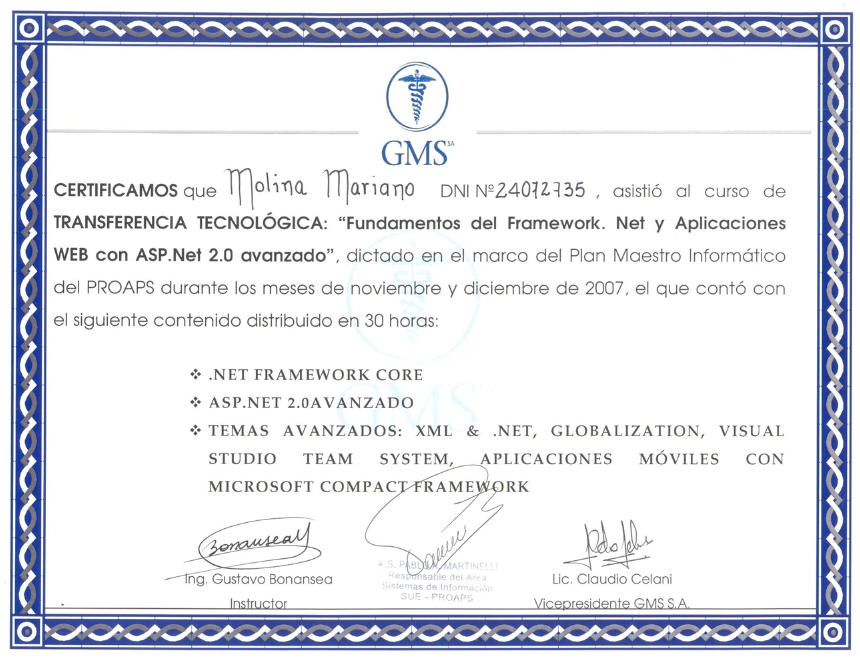 GMS SA
CERTIFICAMOS que Molina Mariano DNI Nº24072735, asistió al curso de
TRANSFERENCIA TECNOLÓGICA: “Fundamentos del Framework. Net y Aplicaciones
WEB con ASP.Net 2.0 avanzado”, dictado en el marco del Plan Maestro Informático
del PROAPS durante los meses de noviembre y diciembre de 2007, el que contó con
el siguiente contenido distribuido en 30 horas:
GMS
❖ .NET FRAMEWORK CORE
❖ ASP.NET 2.0AVANZADO
❖ TEMAS AVANZADOS: XML & .NET, GLOBALIZATION, VISUAL
STUDIO TEAM SYSTEM, APLICACIONES MÓVILES CON
MICROSOFT COMPACT FRAMEWORK
Bonansea
Ing. Gustavo Bonansea
Instructor
A.S. PABLO MARTINELLI
Responsable del Area
Sistemas de Información
SUE - PROAPS
Lic. Claudio Celani
Vicepresidente GMS S.A.